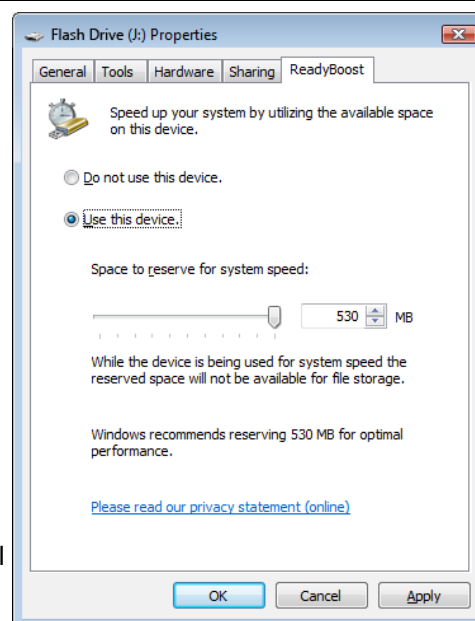 Flash Drive (J:) Properties
General Tools Hardware Sharing ReadyBoost
Speed up your system by utilizing the available space
on this device.
Do not use this device.
Use this device.
Space to reserve for system speed:
530 MB
While the device is being used for system speed the
reserved space will not be available for file storage.
Windows recommends reserving 530 MB for optimal
performance.
Please read our privacy statement (online)
OK Cancel Apply